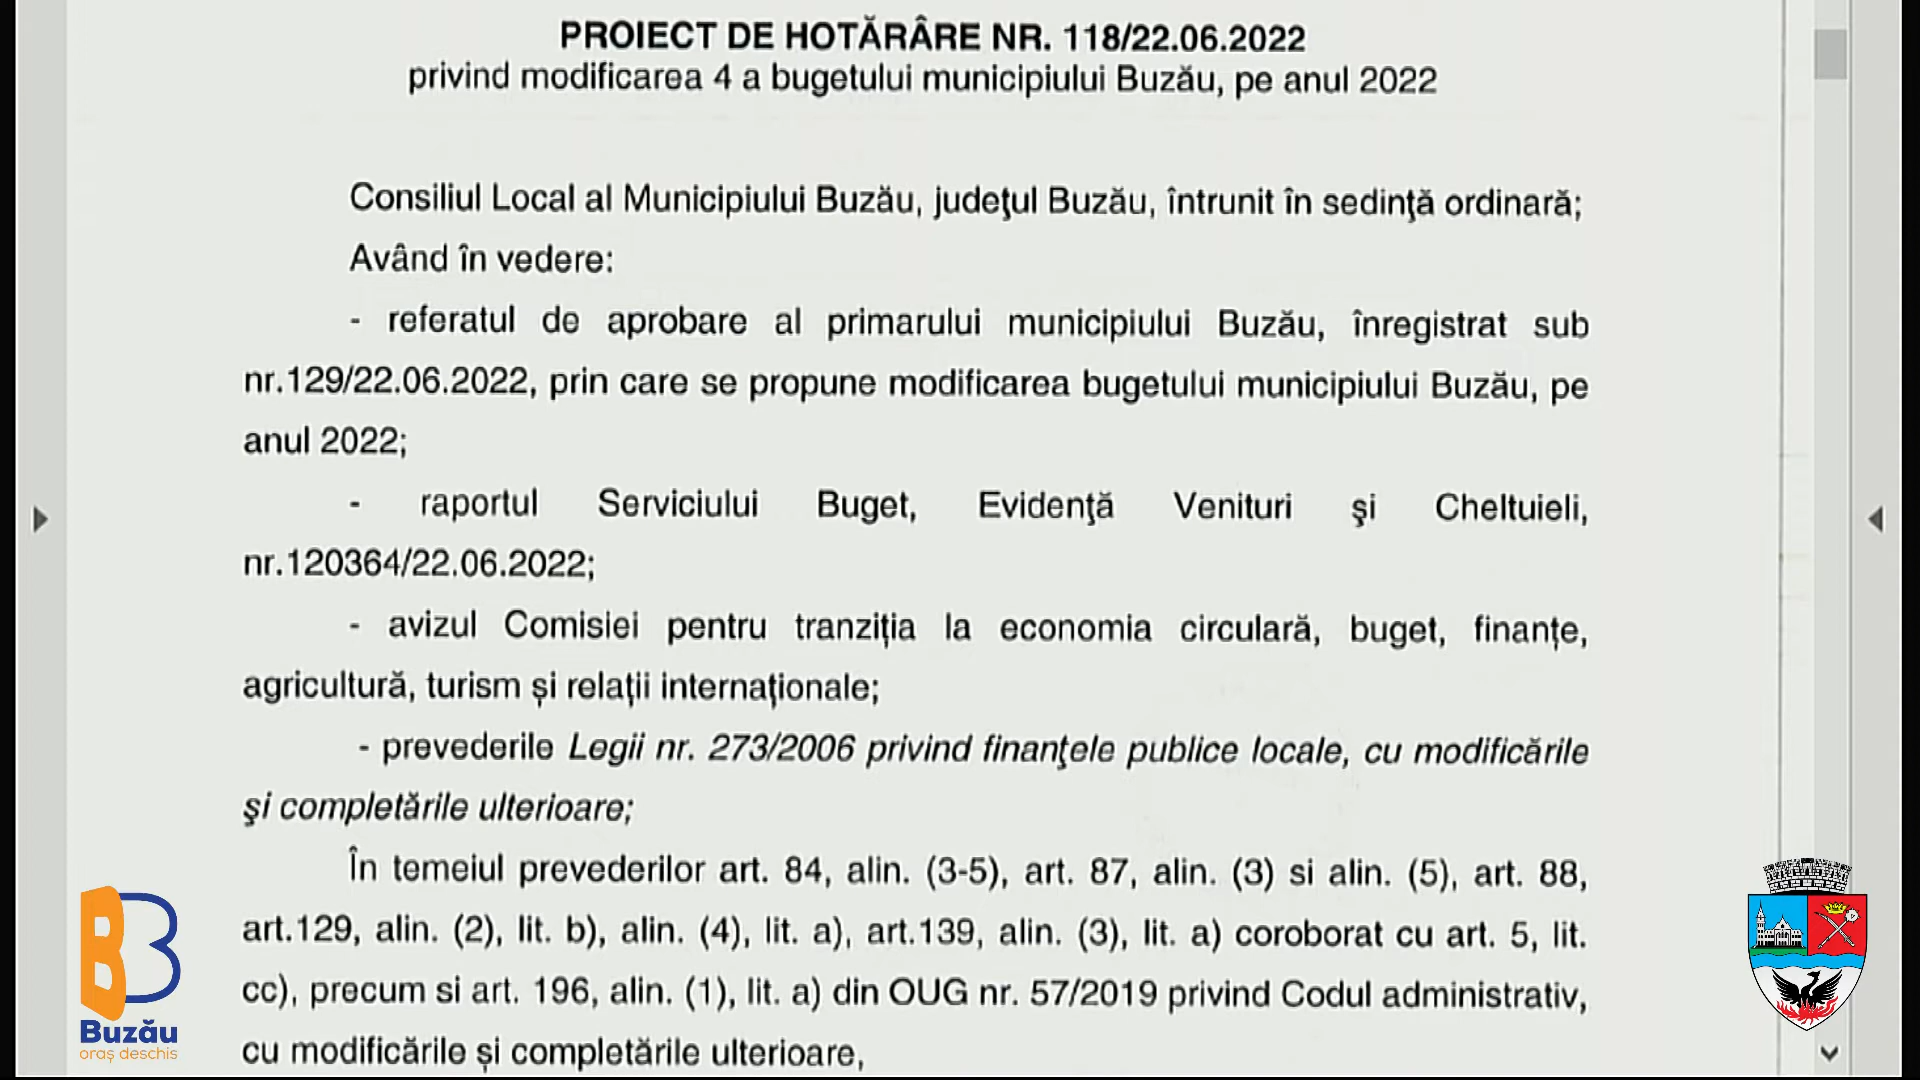 PROIECT DE HOTĂRÂRE NR. 118/22.06.2022
privind modificarea 4 a bugetului municipiului Buzău, pe anul 2022
Consiliul Local al Municipiului Buzău, judeţul Buzău, întrunit în sedinţă ordinară;
Având în vedere:
- referatul de aprobare al primarului municipiului Buzău, înregistrat sub
nr.129/22.06.2022, prin care se propune modificarea bugetului municipiului Buzău, pe
anul 2022;
- raportul Serviciului Buget, Evidenţă Venituri şi Cheltuieli,
nr.120364/22.06.2022;
- avizul Comisiei pentru tranziția la economia circulară, buget, finanțe,
agricultură, turism și relații internaționale;
- prevederile Legii nr. 273/2006 privind finanţele publice locale, cu modificările
şi completările ulterioare;
În temeiul prevederilor art. 84, alin. (3-5), art. 87, alin. (3) si alin. (5), art. 88,
art.129, alin. (2), lit. b), alin. (4), lit. a), art.139, alin. (3), lit. a) coroborat cu art. 5, lit.
cc), precum si art. 196, alin. (1), lit. a) din OUG nr. 57/2019 privind Codul administrativ,
cu modificările și completările ulterioare,
Buzău
oraș deschis